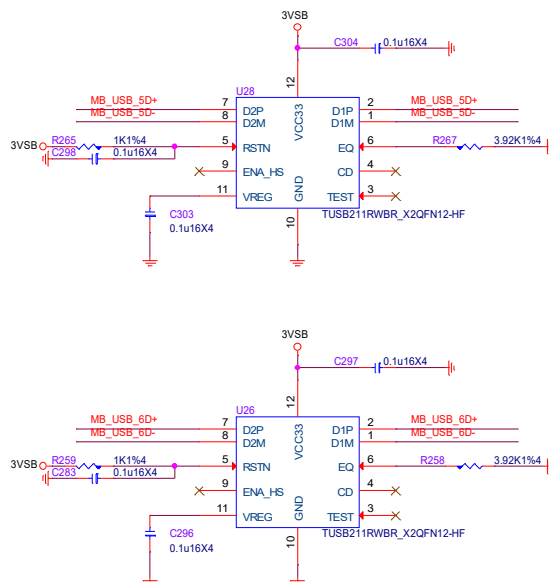 3VSB
C304
0.1u16X4
12
U28
MB_USB_5D+
7
D2P
VCC33
D1P
2
MB_USB_5D+
MB_USB_5D-
8
D2M
D1M
1
MB_USB_5D-
3VSB
R265
1K1%4
5
RSTN
EQ
6
R267
3.92K1%4
C298
0.1u16X4
9
ENA_HS
CD
4
11
VREG
GND
TEST
3
C303
0.1u16X4
10
TUSB211RWBR_X2QFN12-HF
3VSB
C297
0.1u16X4
12
U26
MB_USB_6D+
7
D2P
VCC33
D1P
2
MB_USB_6D+
MB_USB_6D-
8
D2M
D1M
1
MB_USB_6D-
3VSB
R259
1K1%4
5
RSTN
EQ
6
R258
3.92K1%4
C283
0.1u16X4
9
ENA_HS
CD
4
11
VREG
GND
TEST
3
C296
0.1u16X4
10
TUSB211RWBR_X2QFN12-HF